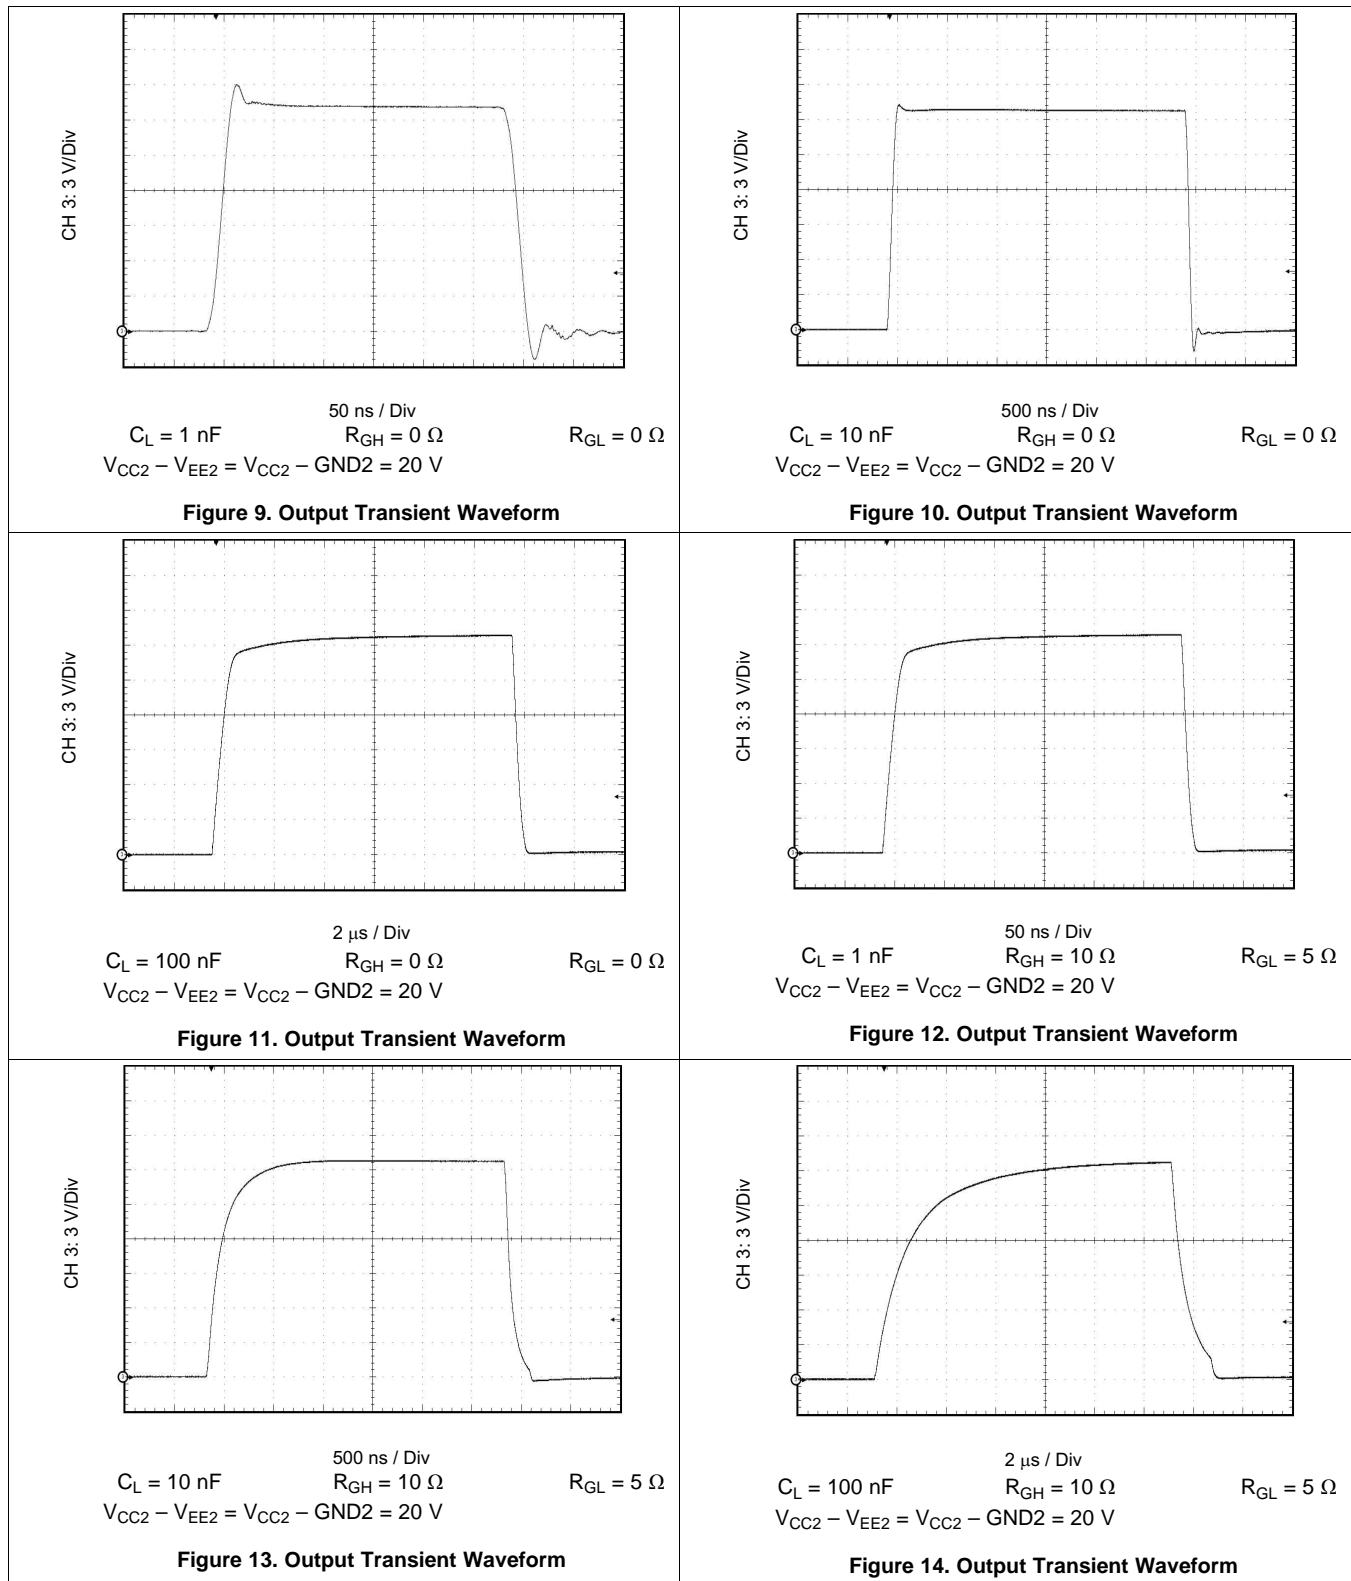 CH 3: 3 V/Div
50 ns / Div
C_L = 1 nF R_GH = 0 Ω R_GL = 0 Ω
V_CC2 – V_EE2 = V_CC2 – GND2 = 20 V
Figure 9. Output Transient Waveform
CH 3: 3 V/Div
500 ns / Div
C_L = 10 nF R_GH = 0 Ω R_GL = 0 Ω
V_CC2 – V_EE2 = V_CC2 – GND2 = 20 V
Figure 10. Output Transient Waveform
CH 3: 3 V/Div
2 μs / Div
C_L = 100 nF R_GH = 0 Ω R_GL = 0 Ω
V_CC2 – V_EE2 = V_CC2 – GND2 = 20 V
Figure 11. Output Transient Waveform
CH 3: 3 V/Div
50 ns / Div
C_L = 1 nF R_GH = 10 Ω R_GL = 5 Ω
V_CC2 – V_EE2 = V_CC2 – GND2 = 20 V
Figure 12. Output Transient Waveform
CH 3: 3 V/Div
500 ns / Div
C_L = 10 nF R_GH = 10 Ω R_GL = 5 Ω
V_CC2 – V_EE2 = V_CC2 – GND2 = 20 V
Figure 13. Output Transient Waveform
CH 3: 3 V/Div
2 μs / Div
C_L = 100 nF R_GH = 10 Ω R_GL = 5 Ω
V_CC2 – V_EE2 = V_CC2 – GND2 = 20 V
Figure 14. Output Transient Waveform